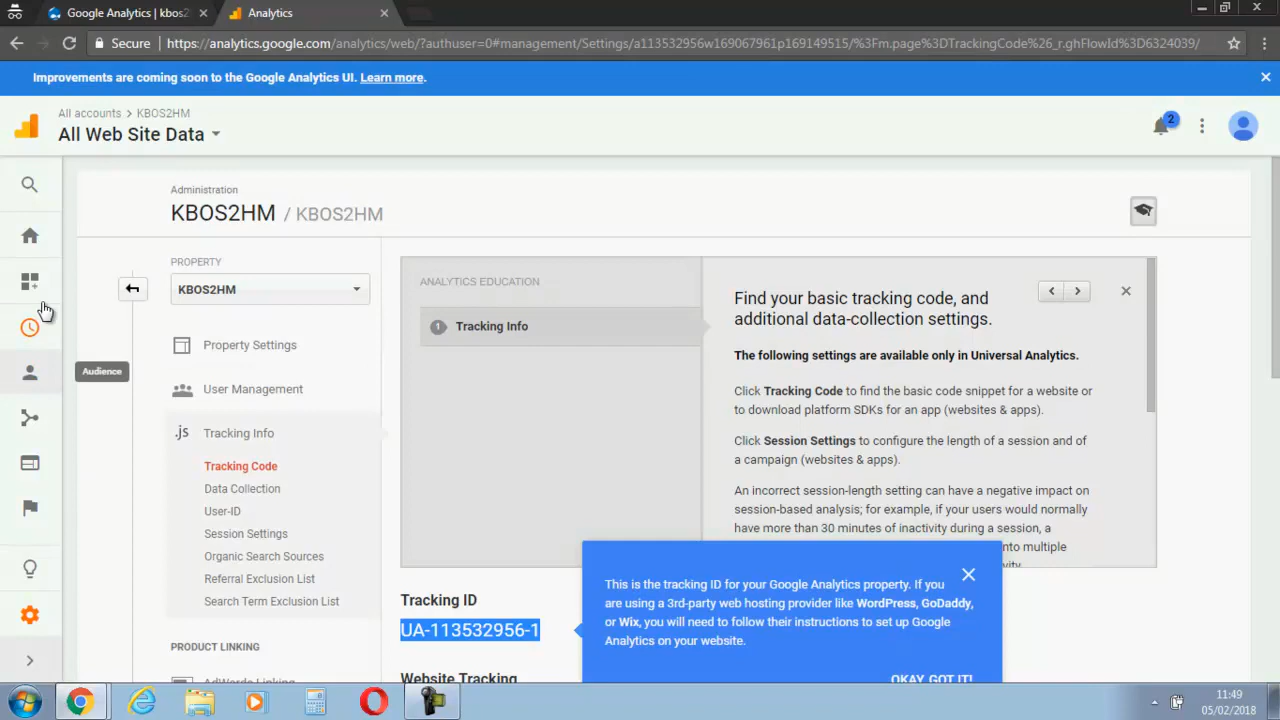 Google Analytics | kbos2
Analytics
Secure
https://analytics.google.com/analytics/web/?authuser=0#management/Settings/a113532956w169067961p169149515/%3Fm.page%3DTrackingCode%26_r.ghFlowId%3D6324039/
Improvements are coming soon to the Google Analytics UI. Learn more.
All accounts > KBOS2HM
All Web Site Data
2
Administration
KBOS2HM / KBOS2HM
PROPERTY
KBOS2HM
Property Settings
User Management
.js Tracking Info
Tracking Code
Data Collection
User-ID
Session Settings
Organic Search Sources
Referral Exclusion List
Search Term Exclusion List
PRODUCT LINKING
AdWords Linking
Audience
ANALYTICS EDUCATION
1 Tracking Info
Find your basic tracking code, and
additional data-collection settings.
The following settings are available only in Universal Analytics.
Click Tracking Code to find the basic code snippet for a website or
to download platform SDKs for an app (websites & apps).
Click Session Settings to configure the length of a session and of
a campaign (websites & apps).
An incorrect session-length setting can have a negative impact on
session-based analysis; for example, if your users would normally
have more than 30 minutes of inactivity during a session, a
nto multiple
Tracking ID
UA-113532956-1
This is the tracking ID for your Google Analytics property. If you
are using a 3rd-party web hosting provider like WordPress, GoDaddy,
or Wix, you will need to follow their instructions to set up Google
Analytics on your website.
OKAY, GOT IT!
Website Tracking
11:49
05/02/2018